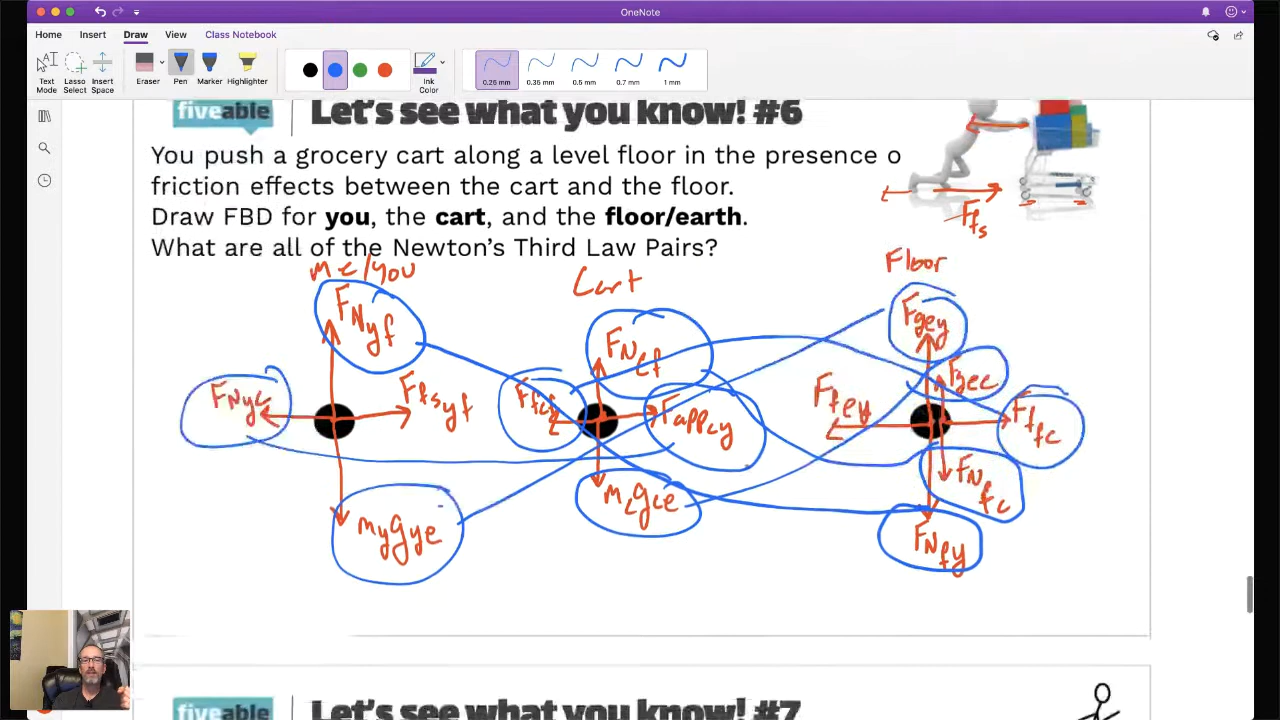 OneNote
Home Insert Draw View Class Notebook
Text Mode
Lasso Select
Insert Space
Eraser
Pen
Marker
Highlighter
0.25 mm
0.35 mm
0.5 mm
0.7 mm
1 mm
Ink Color
fiveable
Let's see what you know! #6
You push a grocery cart along a level floor in the presence o
friction effects between the cart and the floor.
Draw FBD for you, the cart, and the floor/earth.
What are all of the Newton's Third Law Pairs?
Ffs
Me/you
Cart
Floor
FNyf
FNcf
Fgey
FNyc
Ffsyf
Ffcf
Fappcy
Fgec
Fffc
mygye
mcgce
FNfc
FNfy
fiveable
Let's see what you know! #7